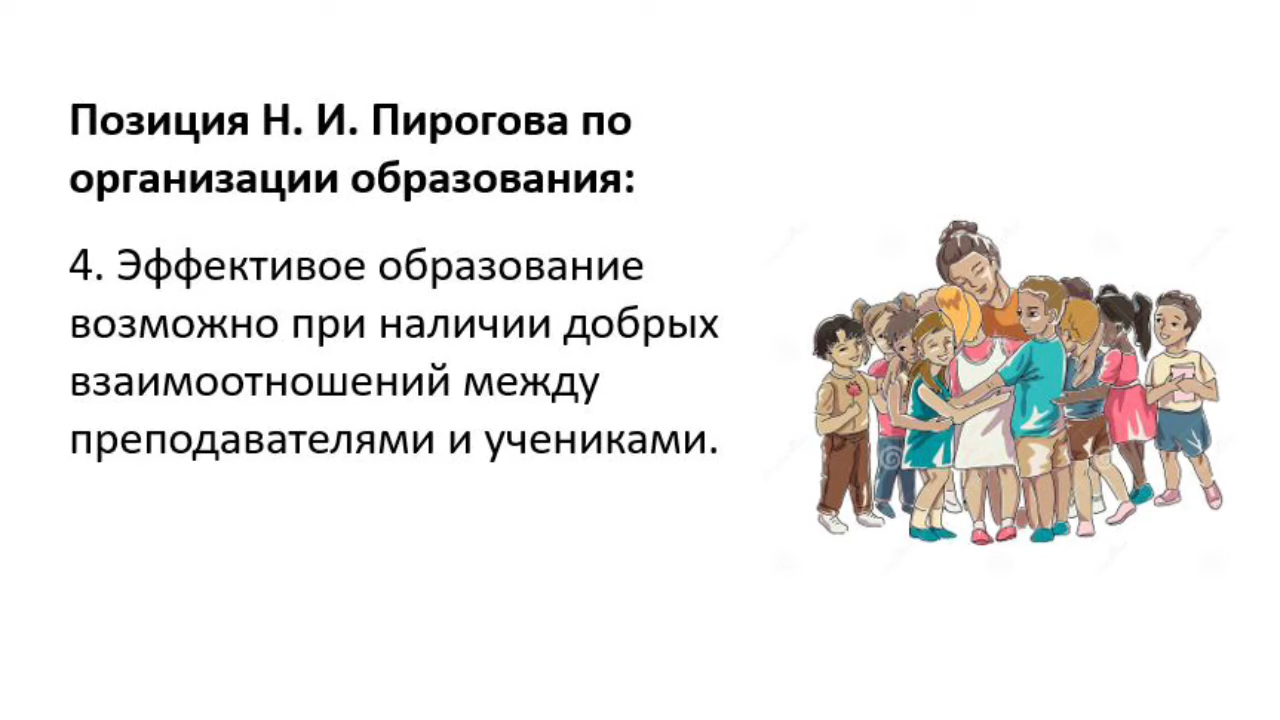 Позиция Н. И. Пирогова по
организации образования:
4. Эффективое образование
возможно при наличии добрых
взаимоотношений между
преподавателями и учениками.